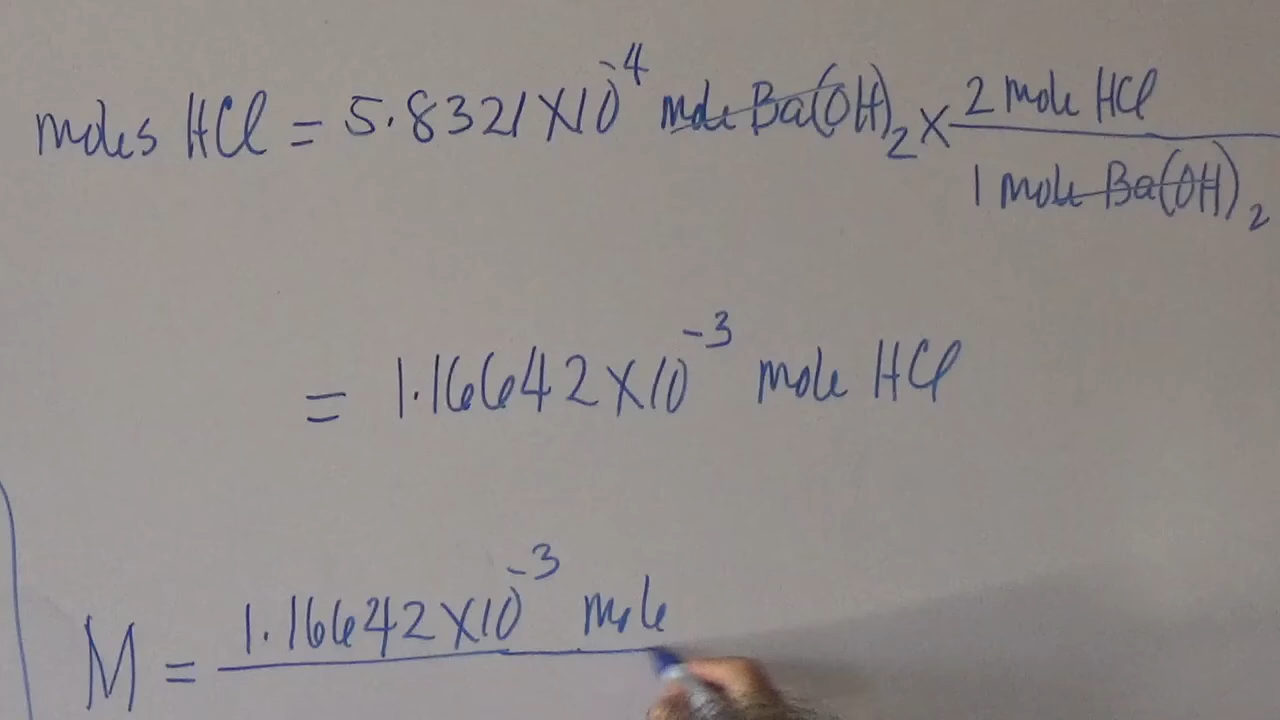 moles HCl = 5.8321×10⁻⁴ mole Ba(OH)₂ × 2 mole HCl
1 mole Ba(OH)₂
= 1.16642×10⁻³ mole HCl
M = 1.16642×10⁻³ mole